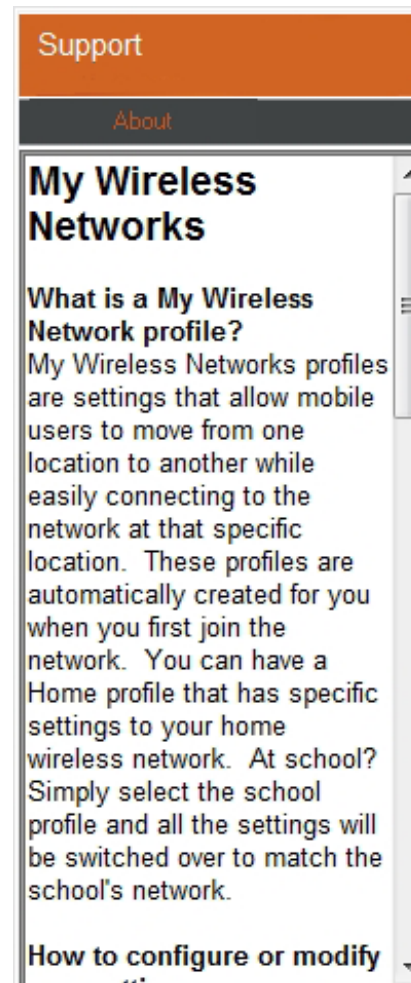 Support
About
My Wireless
Networks
What is a My Wireless
Network profile?
My Wireless Networks profiles
are settings that allow mobile
users to move from one
location to another while
easily connecting to the
network at that specific
location.  These profiles are
automatically created for you
when you first join the
network.  You can have a
Home profile that has specific
settings to your home
wireless network.  At school?
Simply select the school
profile and all the settings will
be switched over to match the
school's network.
How to configure or modify